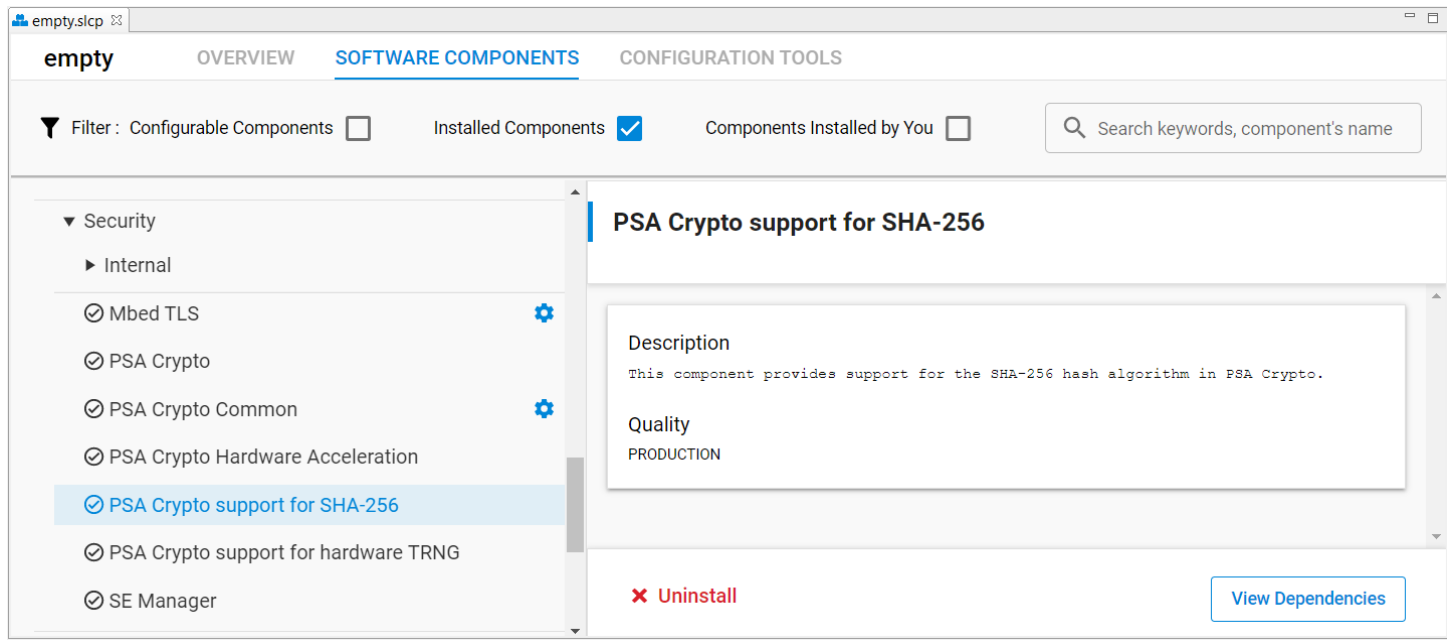 empty.slcp
empty OVERVIEW SOFTWARE COMPONENTS CONFIGURATION TOOLS
Filter : Configurable Components Installed Components Components Installed by You Search keywords, component's name
Security
Internal
Mbed TLS
PSA Crypto
PSA Crypto Common
PSA Crypto Hardware Acceleration
PSA Crypto support for SHA-256
PSA Crypto support for hardware TRNG
SE Manager
PSA Crypto support for SHA-256
Description
This component provides support for the SHA-256 hash algorithm in PSA Crypto.
Quality
PRODUCTION
Uninstall View Dependencies